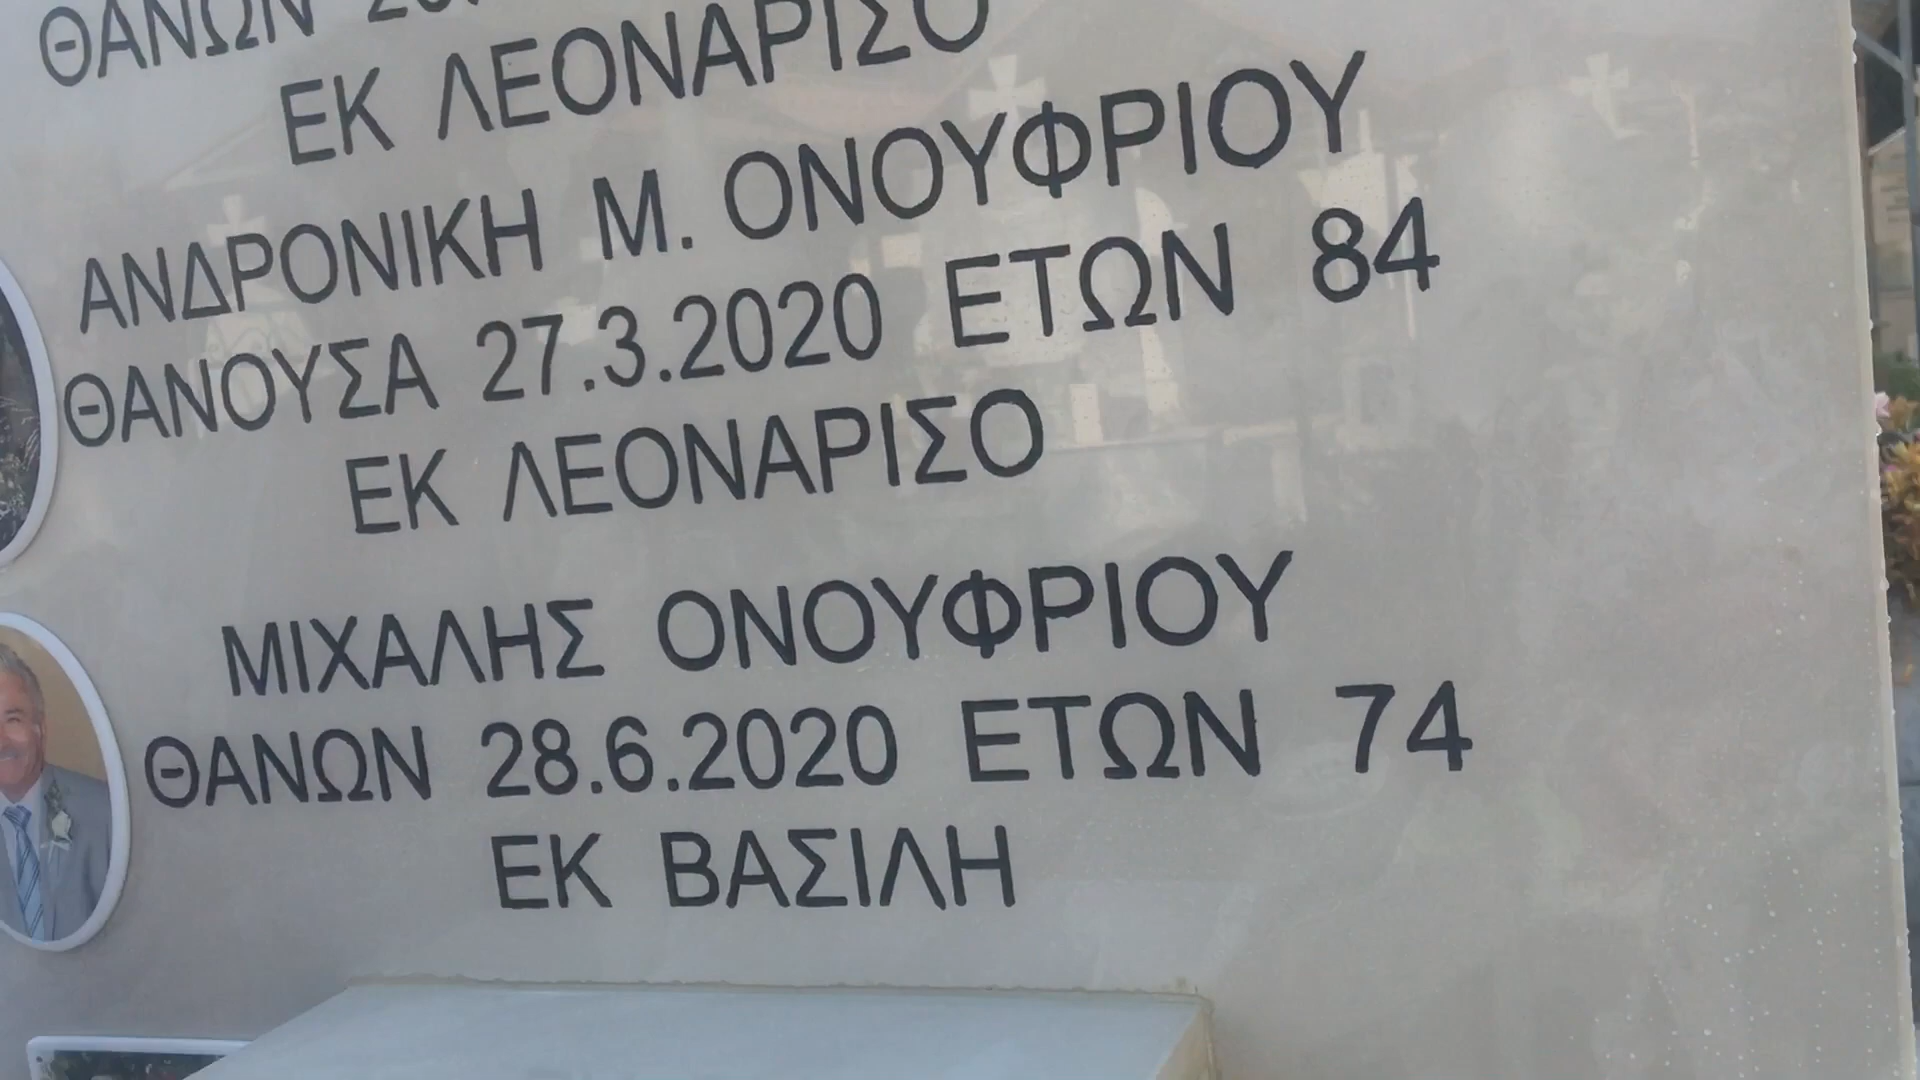 ΘΑΝΩΝ
ΕΚ ΛΕΟΝΑΡΙΣΟ
ΑΝΔΡΟΝΙΚΗ Μ. ΟΝΟΥΦΡΙΟΥ
ΘΑΝΟΥΣΑ 27.3.2020 ΕΤΩΝ 84
ΕΚ ΛΕΟΝΑΡΙΣΟ
ΜΙΧΑΛΗΣ ΟΝΟΥΦΡΙΟΥ
ΘΑΝΩΝ 28.6.2020 ΕΤΩΝ 74
ΕΚ ΒΑΣΙΛΗ